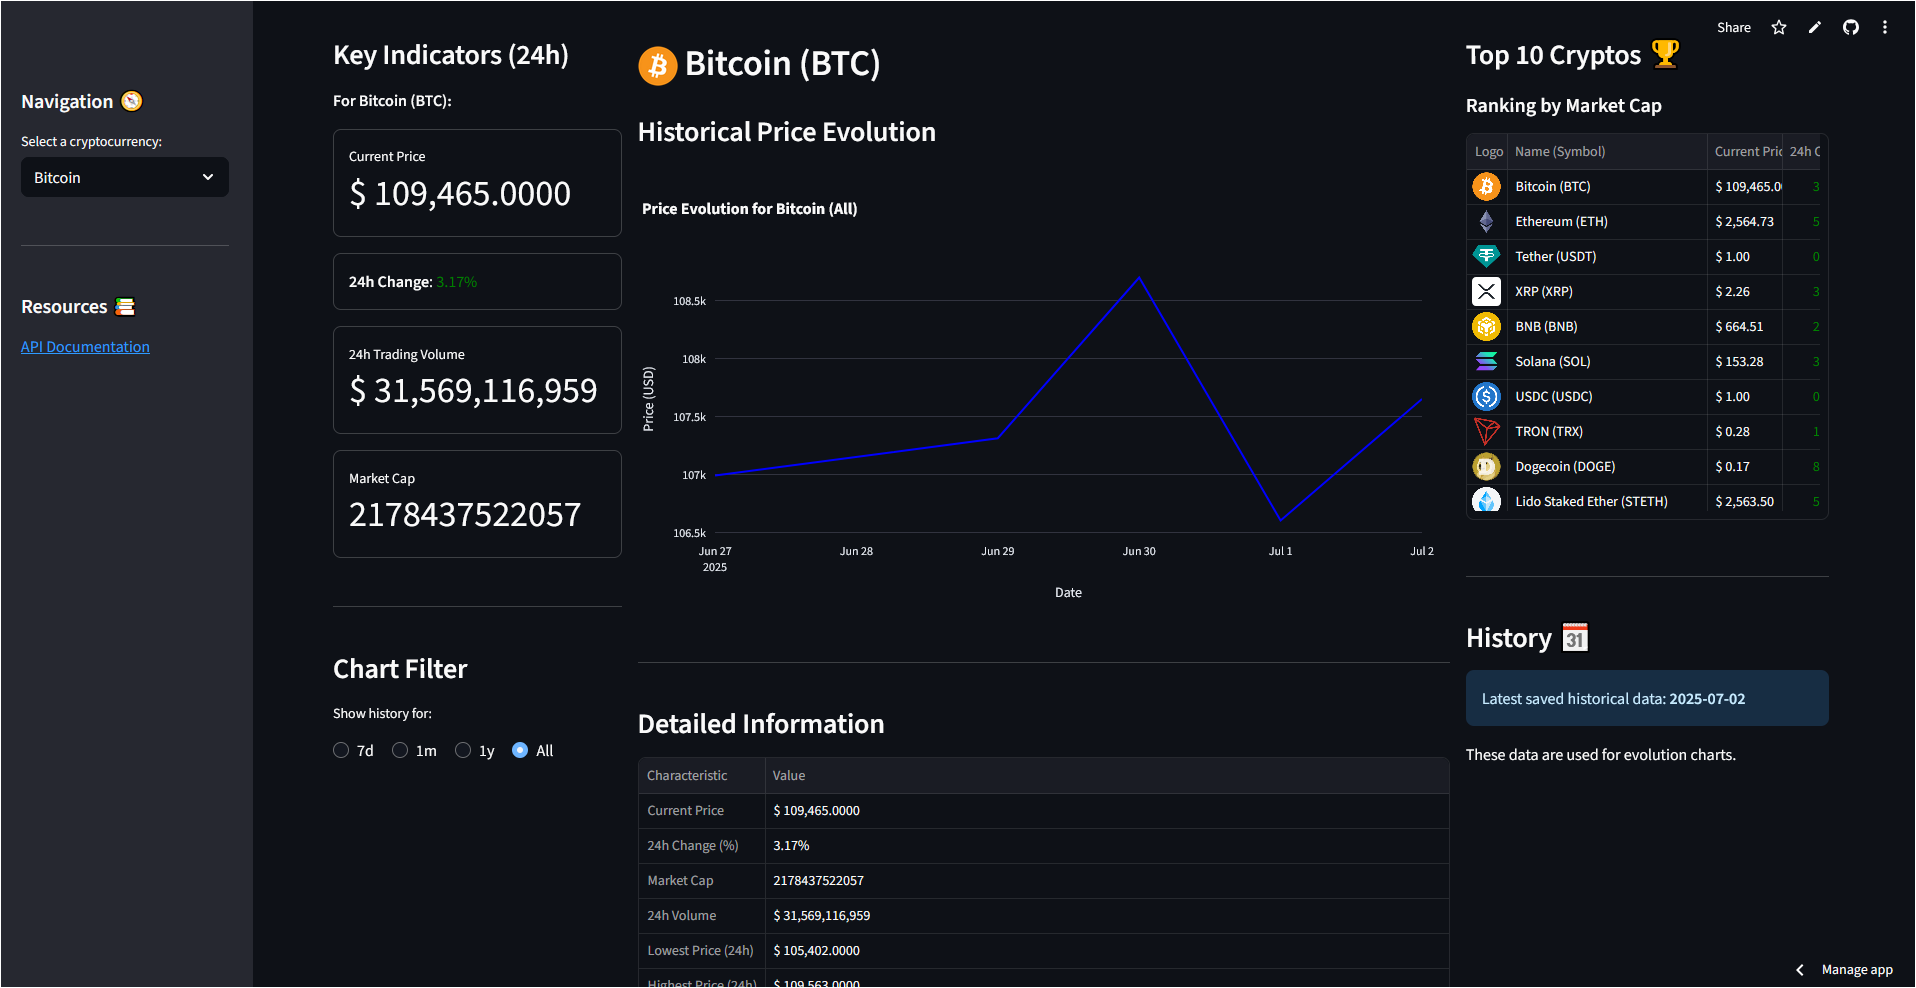 Share
Navigation
Select a cryptocurrency:
Bitcoin
Resources
API Documentation
Key Indicators (24h)
For Bitcoin (BTC):
Current Price
$ 109,465.0000
24h Change: 3.17%
24h Trading Volume
$ 31,569,116,959
Market Cap
2178437522057
Chart Filter
Show history for:
7d 1m 1y All
Bitcoin (BTC)
Historical Price Evolution
Price Evolution for Bitcoin (All)
Price (USD)
108.5k
108k
107.5k
107k
106.5k
Jun 27 Jun 28 Jun 29 Jun 30 Jul 1 Jul 2
2025
Date
Detailed Information
Characteristic Value
Current Price $ 109,465.0000
24h Change (%) 3.17%
Market Cap 2178437522057
24h Volume $ 31,569,116,959
Lowest Price (24h) $ 105,402.0000
Highest Price (24h) $ 109,563.0000
Top 10 Cryptos
Ranking by Market Cap
Logo Name (Symbol) Current Pric 24h C
Bitcoin (BTC) $ 109,465.0 3
Ethereum (ETH) $ 2,564.73 5
Tether (USDT) $ 1.00 0
XRP (XRP) $ 2.26 3
BNB (BNB) $ 664.51 2
Solana (SOL) $ 153.28 3
USDC (USDC) $ 1.00 0
TRON (TRX) $ 0.28 1
Dogecoin (DOGE) $ 0.17 8
Lido Staked Ether (STETH) $ 2,563.50 5
History
31
Latest saved historical data: 2025-07-02
These data are used for evolution charts.
Manage app